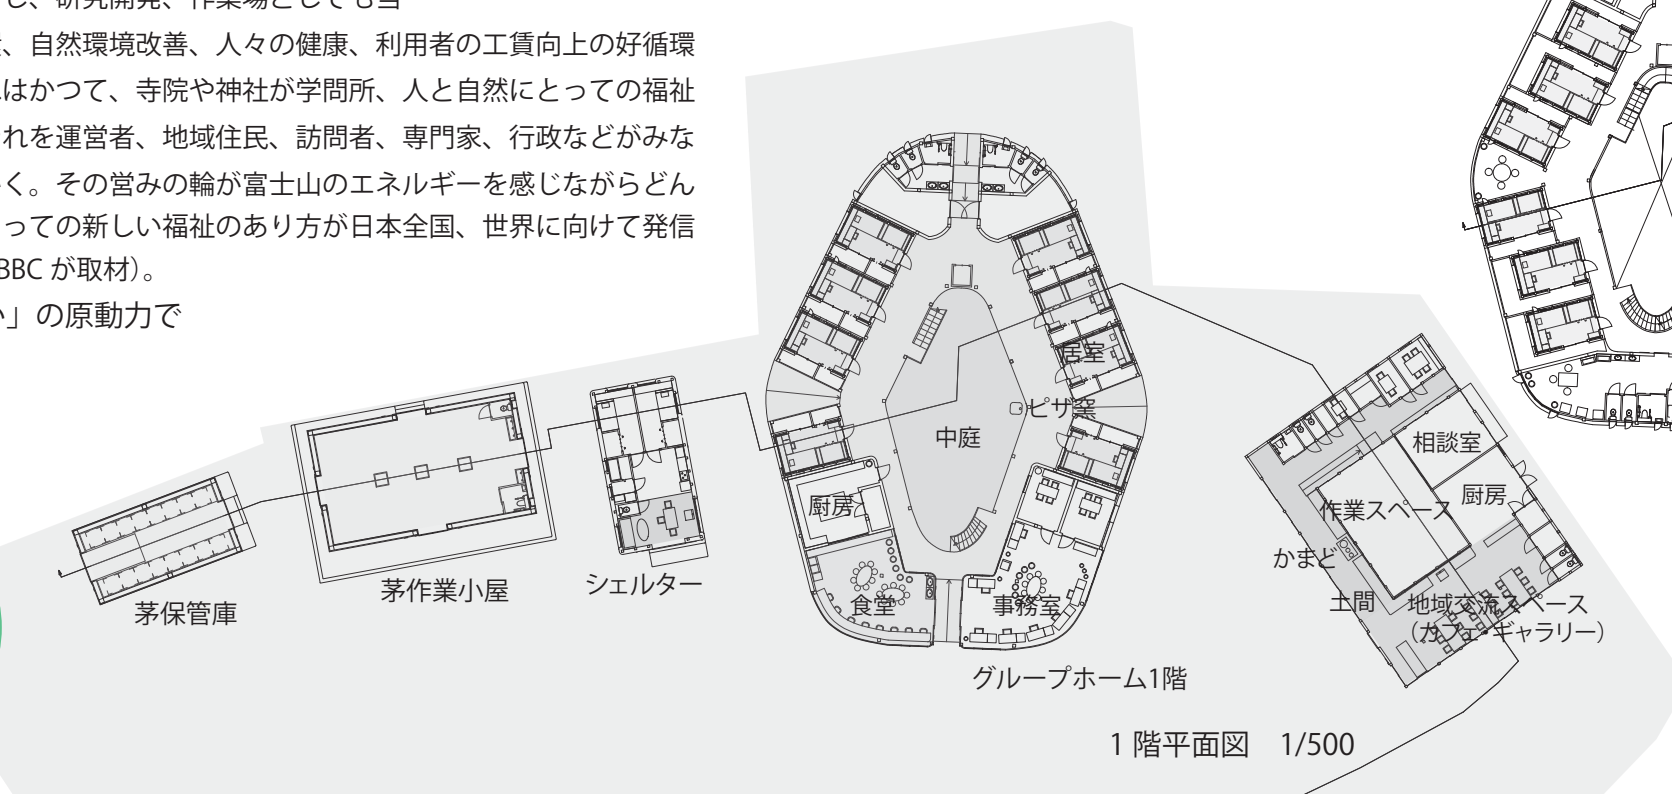 し、研究開発、作業場としても当
、自然環境改善、人々の健康、利用者の工賃向上の好循環
はかつて、寺院や神社が学問所、人と自然にとっての福祉
れを運営者、地域住民、訪問者、専門家、行政などがみな
く。その営みの輪が富士山のエネルギーを感じながらどん
っての新しい福祉のあり方が日本全国、世界に向けて発信
BBC が取材）。
い」の原動力で
居室
ピザ窯
中庭
相談室
厨房
厨房
作業スペース
かまど
シェルター
茅作業小屋
茅保管庫
食堂
事務室
土間
地域交流スペース
（カフェ・ギャラリー）
グループホーム1階
1 階平面図　1/500